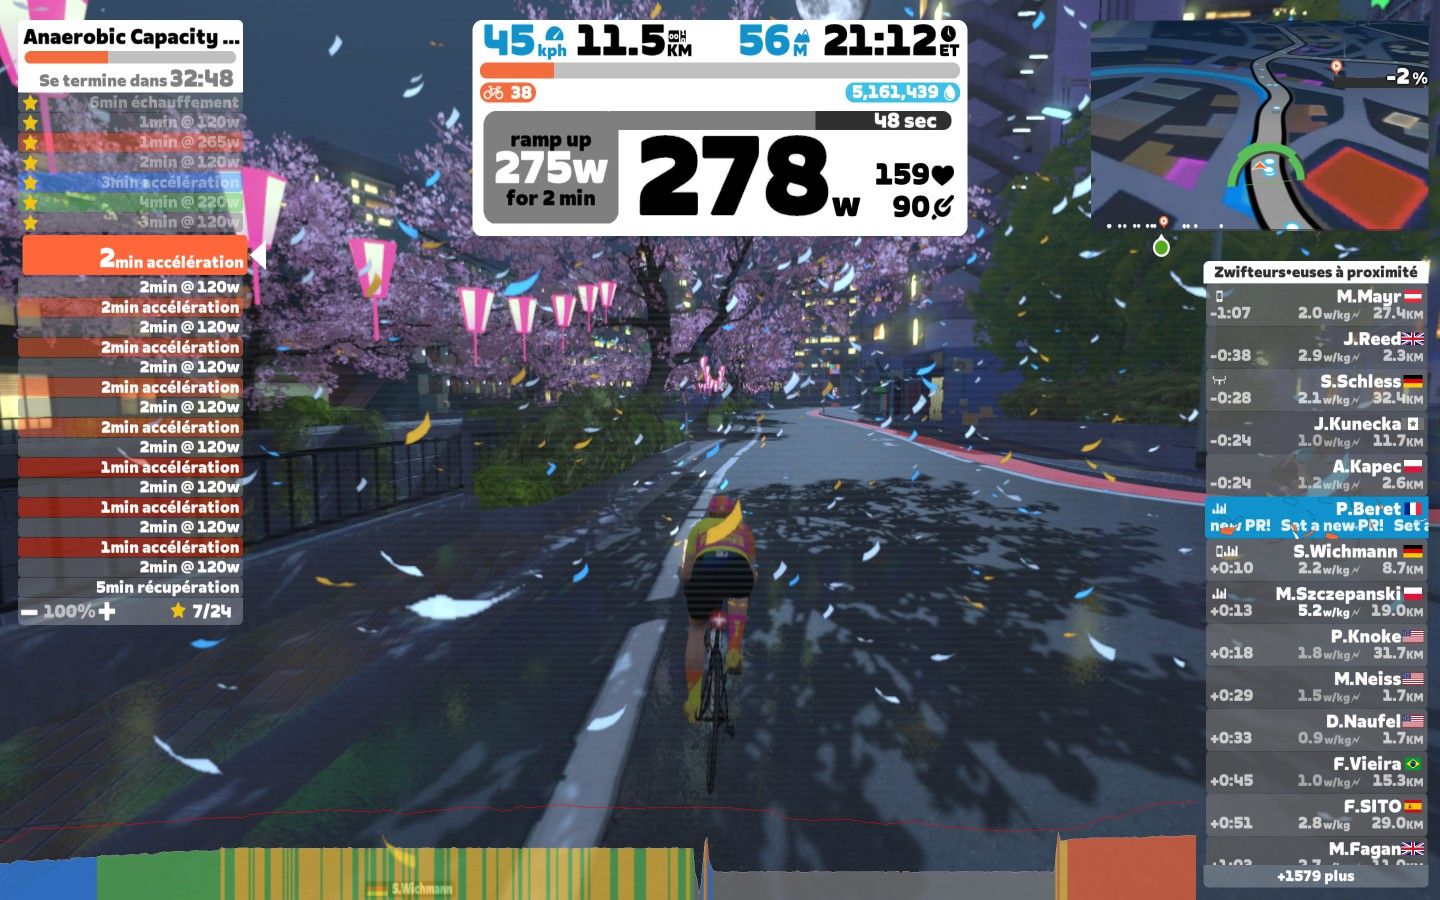 Anaerobic Capacity ...
Se termine dans 32:48
6min échauffement
1min @ 120w
1min @ 265w
2min @ 120w
3min accélération
4min @ 220w
3min @ 120w
2min accélération
2min @ 120w
2min accélération
2min @ 120w
2min accélération
2min @ 120w
2min accélération
2min @ 120w
2min accélération
2min @ 120w
1min accélération
2min @ 120w
1min accélération
2min @ 120w
1min accélération
2min @ 120w
5min récupération
100% 7/24
45 kph 11.5 KM 56 M 21:12 ET
38 5,161,439
48 sec
ramp up
275w
for 2 min
278 w
159
90
-2 %
Zwifteurs•euses à proximité
M.Mayr
-1:07 2.0 w/kg 27.4KM
J.Reed
-0:38 2.9 w/kg 2.3KM
S.Schless
-0:28 2.1 w/kg 32.4KM
J.Kunecka
-0:24 1.0 w/kg 11.7KM
A.Kapec
-0:24 1.2 w/kg 2.6KM
P.Beret
new PR! Set a new PR! Set a
S.Wichmann
+0:10 2.2 w/kg 8.7KM
M.Szczepanski
+0:13 5.2 w/kg 19.0KM
P.Knoke
+0:18 1.8 w/kg 31.7KM
M.Neiss
+0:29 1.5 w/kg 1.7KM
D.Naufel
+0:33 0.9 w/kg 1.7KM
F.Vieira
+0:45 1.0 w/kg 15.3KM
F.SITO
+0:51 2.8 w/kg 29.0KM
M.Fagan
+1579 plus
S.Wichmann